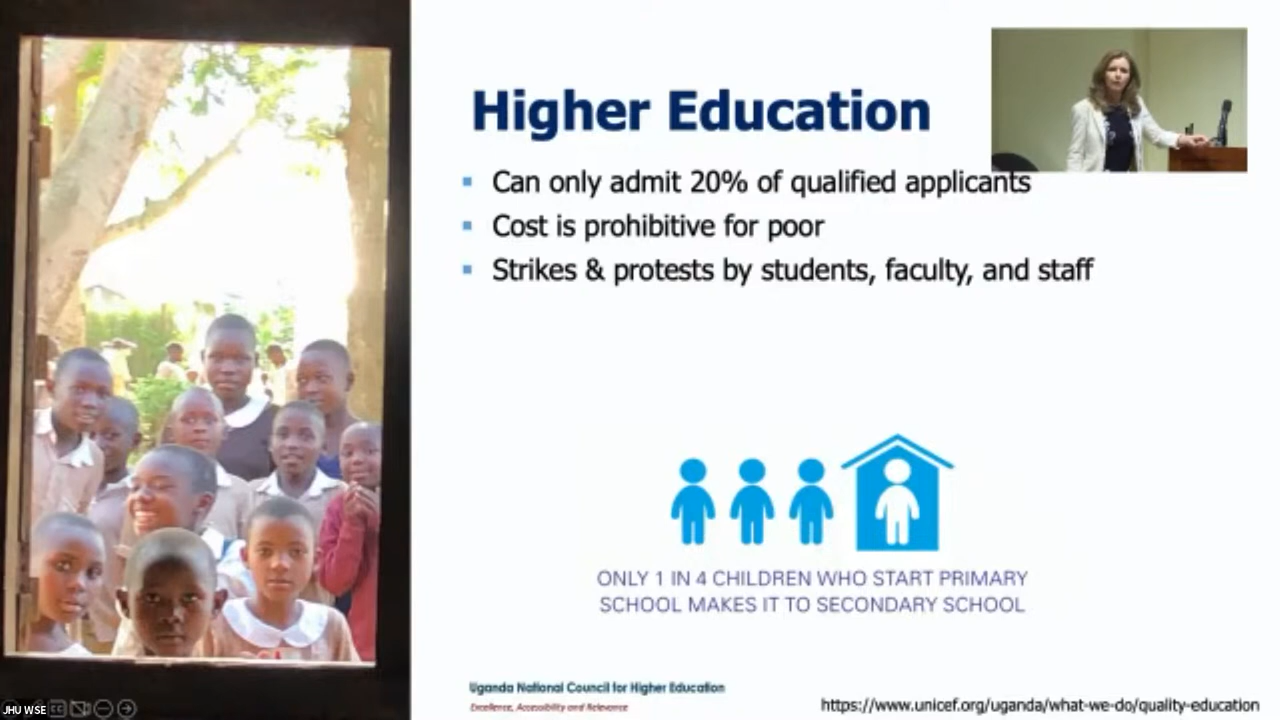 Higher Education
Can only admit 20% of qualified applicants
Cost is prohibitive for poor
Strikes & protests by students, faculty, and staff
ONLY 1 IN 4 CHILDREN WHO START PRIMARY
SCHOOL MAKES IT TO SECONDARY SCHOOL
Uganda National Council for Higher Education
Excellence, Accessibility and Relevance
https://www.unicef.org/uganda/what-we-do/quality-education
JHU WSE